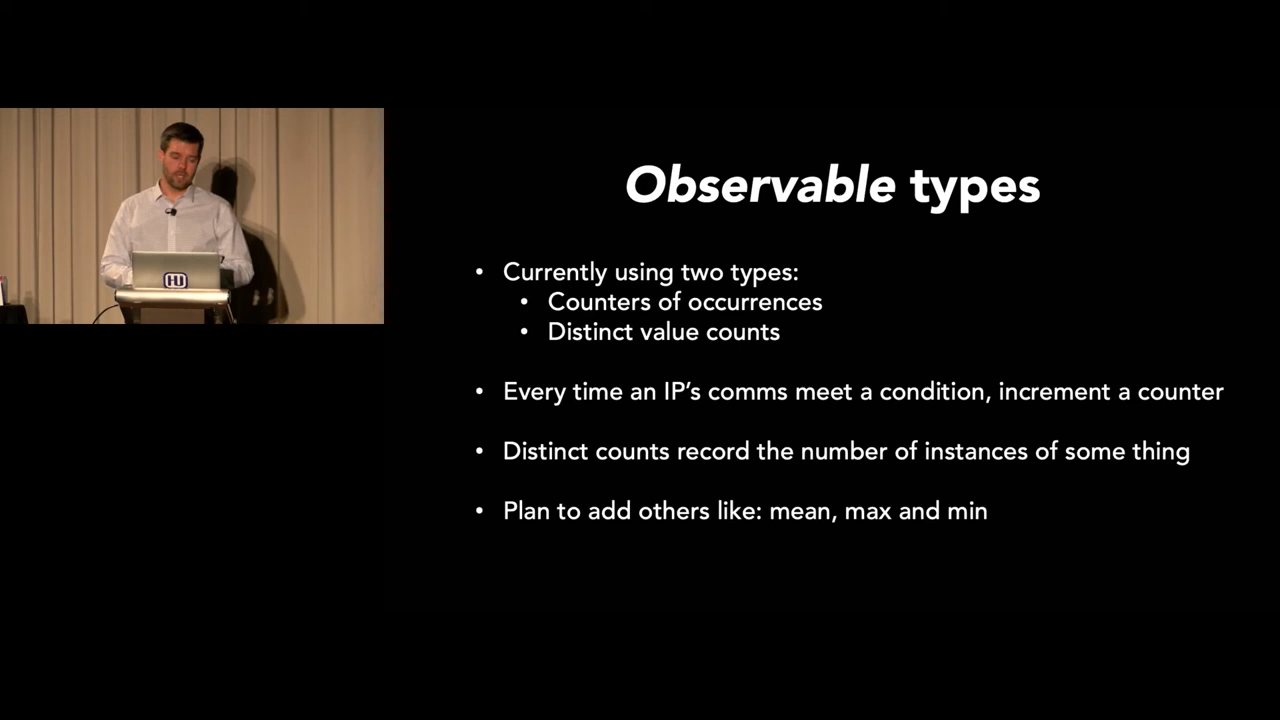 Observable types
• Currently using two types:
• Counters of occurrences
• Distinct value counts
• Every time an IP’s comms meet a condition, increment a counter
• Distinct counts record the number of instances of some thing
• Plan to add others like: mean, max and min